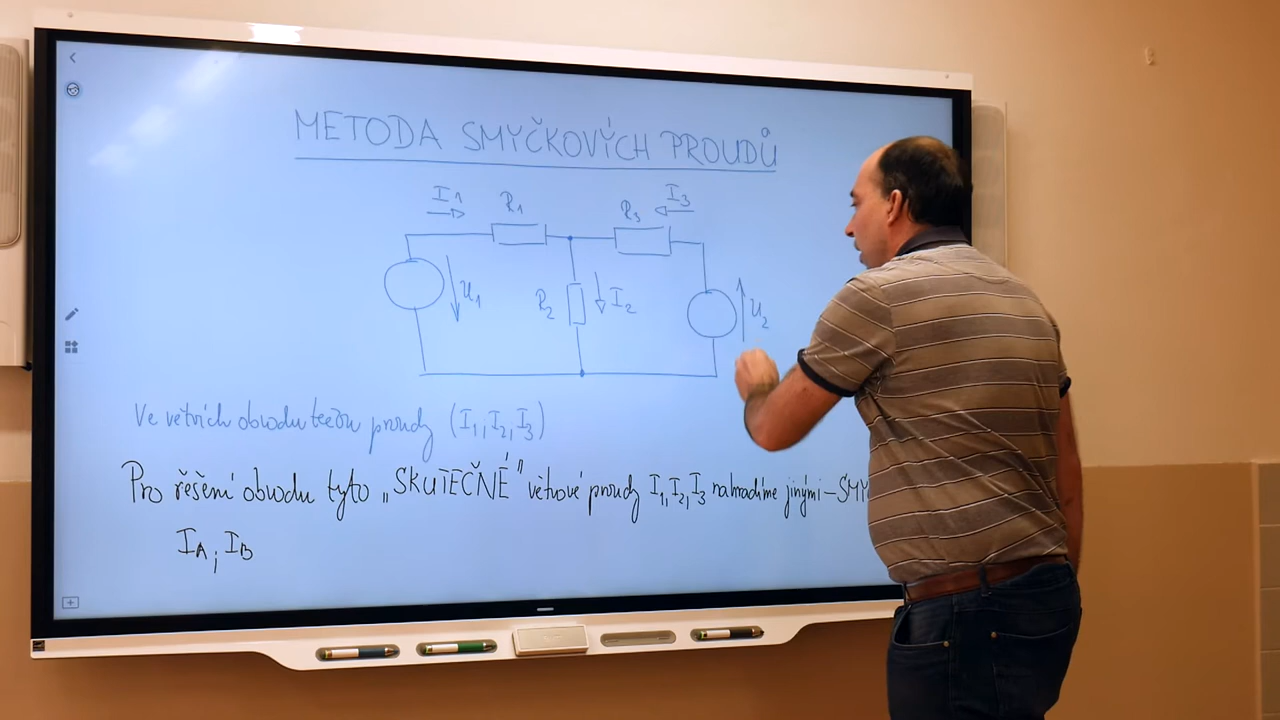 METODA SMYČKOVÝCH PROUDŮ
I1 R1 R3 I3
U1 R2 I2 U2
Ve větvích obvodu tečou proudy (I1, I2, I3)
Pro řěšení obvodu tyto „SKUTEČNÉ" větvové proudy I1, I2, I3 nahradíme jinými - SMY
IA, IB